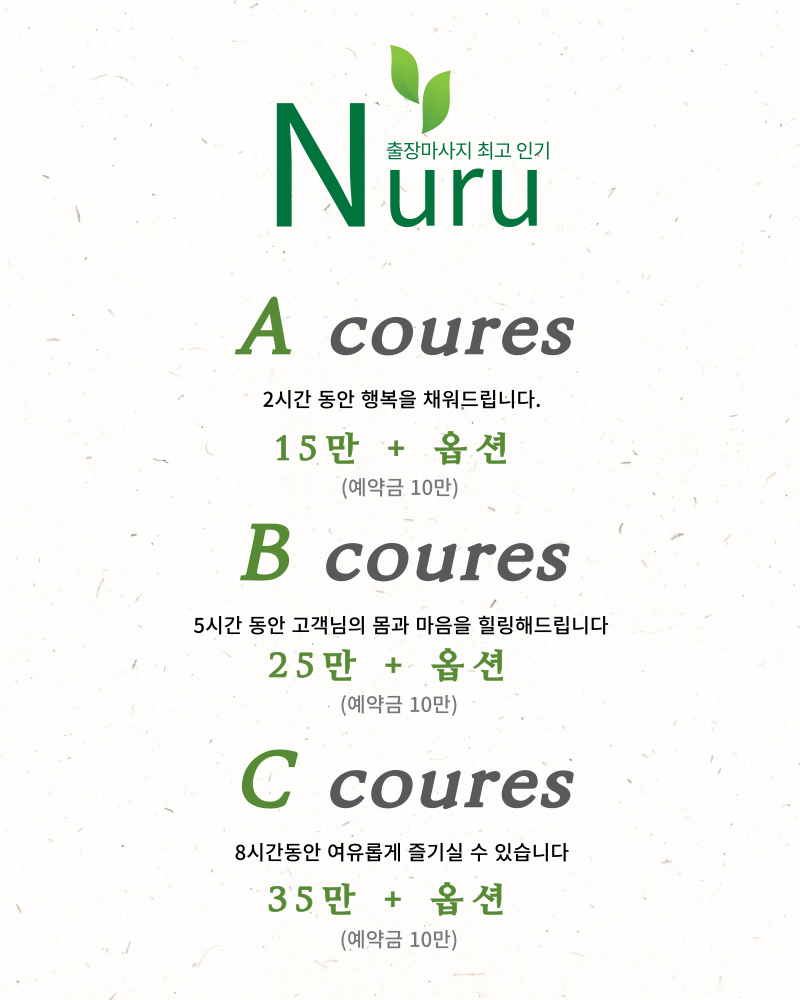 출장마사지 최고 인기
Nuru
A coures
2시간 동안 행복을 채워드립니다.
15만 + 옵션
(예약금 10만)
B coures
5시간 동안 고객님의 몸과 마음을 힐링해드립니다
25만 + 옵션
(예약금 10만)
C coures
8시간동안 여유롭게 즐기실 수 있습니다
35만 + 옵션
(예약금 10만)